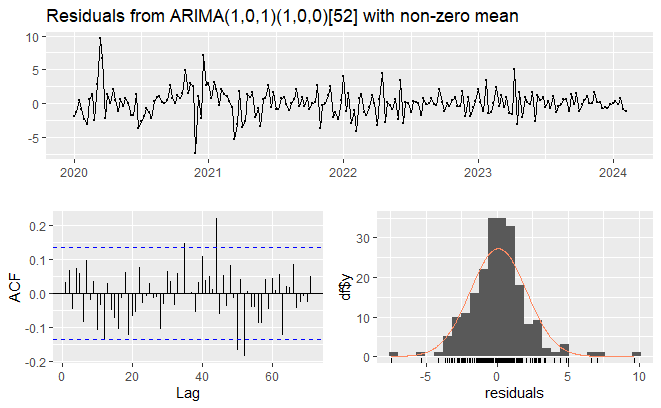 Residuals from ARIMA(1,0,1)(1,0,0)[52] with non-zero mean
10
5
0
-5
2020 2021 2022 2023 2024
ACF
0.2
0.1
0.0
-0.1
-0.2
0 20 40 60
Lag
df$y
30
20
10
0
-5 0 5 10
residuals